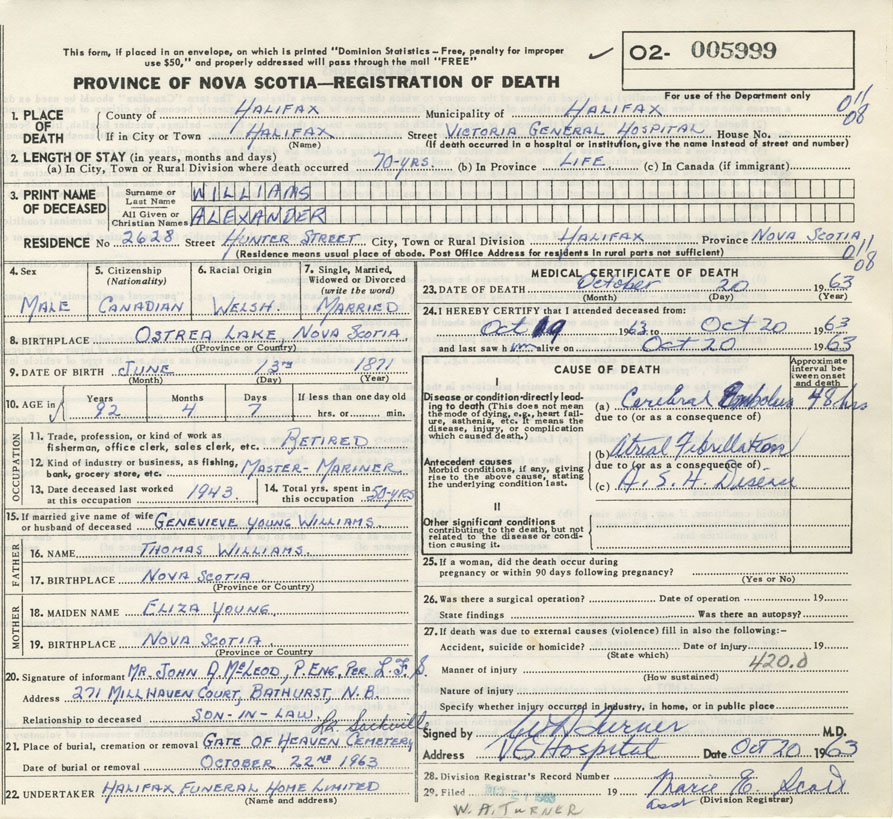 This form, if placed in an envelope, on which is printed "Dominion Statistics – Free, penalty for improper
use $50," and properly addressed will pass through the mail "FREE"
✓ O2- 005999
PROVINCE OF NOVA SCOTIA—REGISTRATION OF DEATH
For use of the Department only
011
08
1. PLACE OF DEATH
County of HALIFAX Municipality of HALIFAX
If in City or Town HALIFAX Street VICTORIA GENERAL HOSPITAL House No.
(Name) (If death occurred in a hospital or institution, give the name instead of street and number)
2. LENGTH OF STAY (in years, months and days)
(a) In City, Town or Rural Division where death occurred 70-YRS. (b) In Province LIFE. (c) In Canada (if immigrant)
3. PRINT NAME OF DECEASED
Surname or Last Name WILLIAMS
All Given or Christian Names ALEXANDER
RESIDENCE No 2628 Street HUNTER STREET City, Town or Rural Division HALIFAX Province NOVA SCOTIA
(Residence means usual place of abode. Post Office Address for residents in rural parts not sufficient)
011
08
4. Sex
MALE
5. Citizenship (Nationality)
CANADIAN
6. Racial Origin
WELSH.
7. Single, Married, Widowed or Divorced (write the word)
MARRIED
8. BIRTHPLACE OSTREA LAKE, NOVA SCOTIA
(Province or Country)
9. DATE OF BIRTH JUNE 13TH 1871
(Month) (Day) (Year)
10. AGE in
Years Months Days If less than one day old
92 4 7 hrs. or min.
OCCUPATION
11. Trade, profession, or kind of work as
fisherman, office clerk, sales clerk, etc. RETIRED
12. Kind of industry or business, as fishing,
bank, grocery store, etc. MASTER-MARINER
13. Date deceased last worked
at this occupation 1943
14. Total yrs. spent in
this occupation 50-YRS
15. If married give name of wife
or husband of deceased GENEVIEVE YOUNG WILLIAMS.
FATHER
16. NAME THOMAS WILLIAMS.
17. BIRTHPLACE NOVA SCOTIA
(Province or Country)
MOTHER
18. MAIDEN NAME ELIZA YOUNG
19. BIRTHPLACE NOVA SCOTIA
(Province or Country)
20. Signature of informant MR. JOHN D. McLEOD, P. ENG, PER. L. F. S.
Address 271 MILLHAVEN COURT, BATHURST, N.B.
Relationship to deceased SON-IN-LAW
Sackville
21. Place of burial, cremation or removal GATE OF HEAVEN CEMETERY
Date of burial or removal OCTOBER 22ND 1963
22. UNDERTAKER HALIFAX FUNERAL HOME LIMITED
(Name and address)
MEDICAL CERTIFICATE OF DEATH
23. DATE OF DEATH October 20 1963
(Month) (Day) (Year)
24. I HEREBY CERTIFY that I attended deceased from:
Oct 19 1963 to Oct 20 1963
and last saw him alive on Oct 20 1963
CAUSE OF DEATH
Approximate interval between onset and death
I
Disease or condition directly leading
to death (This does not mean
the mode of dying, e.g., heart failure,
asthenia, etc. It means the
disease, injury, or complication
which caused death.)
(a) Cerebral Embolus 48 hrs
due to (or as a consequence of)
Antecedent causes
Morbid conditions, if any, giving
rise to the above cause, stating
the underlying condition last.
(b) Atrial Fibrillation
due to (or as a consequence of)
(c) A. S. H. Disease
II
Other significant conditions
contributing to the death, but not
related to the disease or condition
causing it.
25. If a woman, did the death occur during
pregnancy or within 90 days following pregnancy?
(Yes or No)
26. Was there a surgical operation? Date of operation 19
State findings Was there an autopsy?
27. If death was due to external causes (violence) fill in also the following:–
Accident, suicide or homicide? Date of injury 19
(State which)
Manner of injury 420.0
(How sustained)
Nature of injury
Specify whether injury occurred in industry, in home, or in public place
Signed by W A Turner M.D.
Address VG Hospital Date Oct 20 1963
28. Division Registrar's Record Number
29. Filed 19 Marie E.
Asst (Division Registrar)
W. A. TURNER